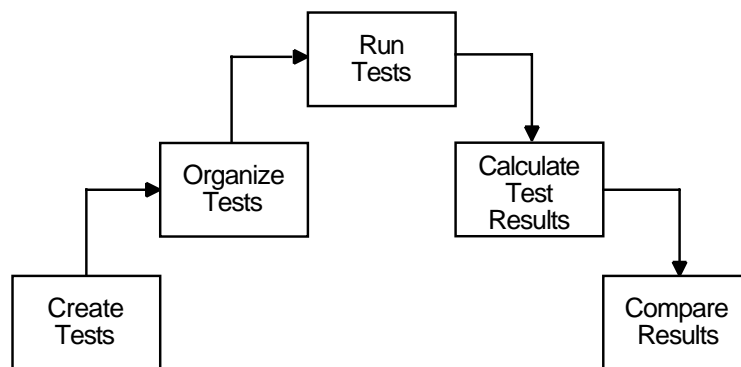 Run
Tests
Organize
Tests
Calculate
Test
Results
Create
Tests
Compare
Results